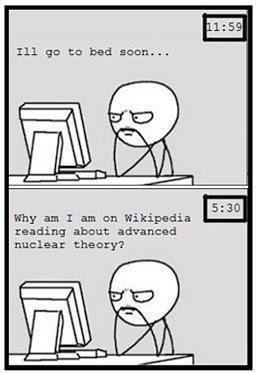 11:59
Ill go to bed soon...
5:30
Why am I am on Wikipedia
reading about advanced
nuclear theory?